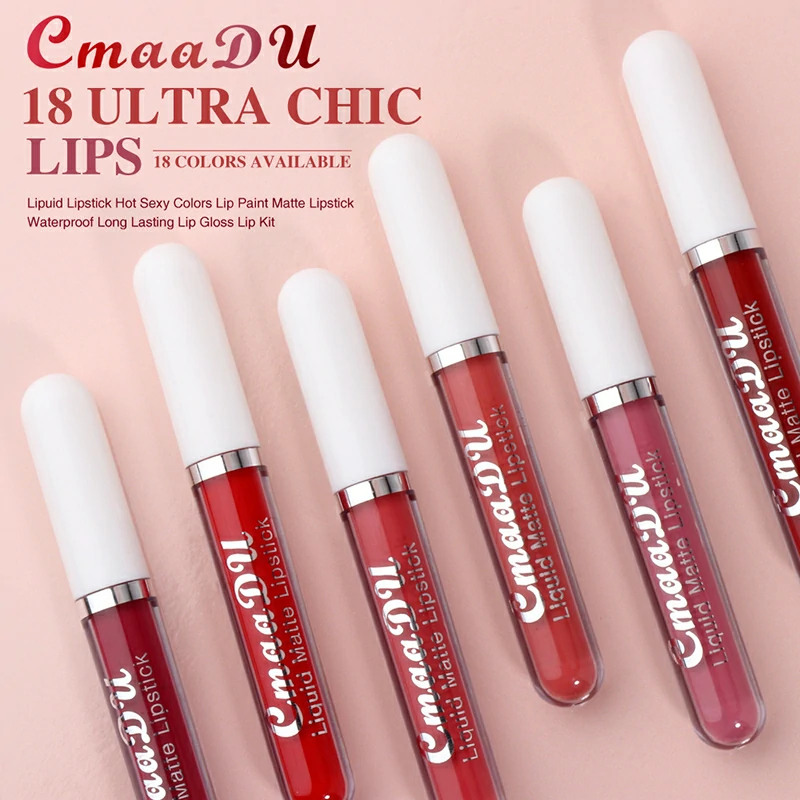 CmaaDU
18 ULTRA CHIC
LIPS 18 COLORS AVAILABLE
Lipuid Lipstick Hot Sexy Colors Lip Paint Matte Lipstick
Waterproof Long Lasting Lip Gloss Lip Kit
CmaaDU
Matte Lipstick
CmaaDU
Liquid Matte Lipstick
CmaaDU
Liquid Matte Lipstick
CmaaDU
Liquid Matte Lipstick
CmaaDU
Liquid Matte Lipstick
CmaaDU
Matte Lipstick